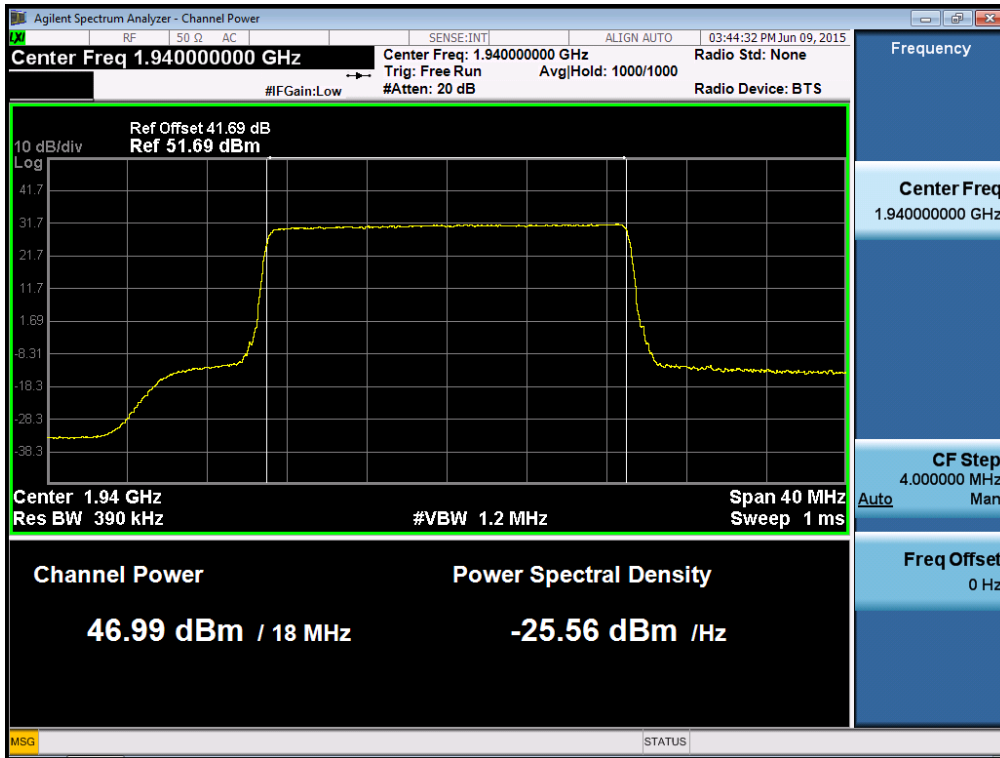 Agilent Spectrum Analyzer - Channel Power
LXI RF 50 Ω AC SENSE:INT ALIGN AUTO 03:44:32 PM Jun 09, 2015
Center Freq 1.940000000 GHz
Center Freq: 1.940000000 GHz
Radio Std: None
Trig: Free Run Avg|Hold: 1000/1000
#IFGain:Low
#Atten: 20 dB
Radio Device: BTS
Ref Offset 41.69 dB
10 dB/div Ref 51.69 dBm
Log
41.7
31.7
21.7
11.7
1.69
-8.31
-18.3
-28.3
-38.3
Center 1.94 GHz Span 40 MHz
Res BW 390 kHz #VBW 1.2 MHz Sweep 1 ms
Channel Power Power Spectral Density
46.99 dBm / 18 MHz -25.56 dBm /Hz
Frequency
Center Freq
1.940000000 GHz
CF Step
4.000000 MHz
Auto Man
Freq Offset
0 Hz
MSG STATUS